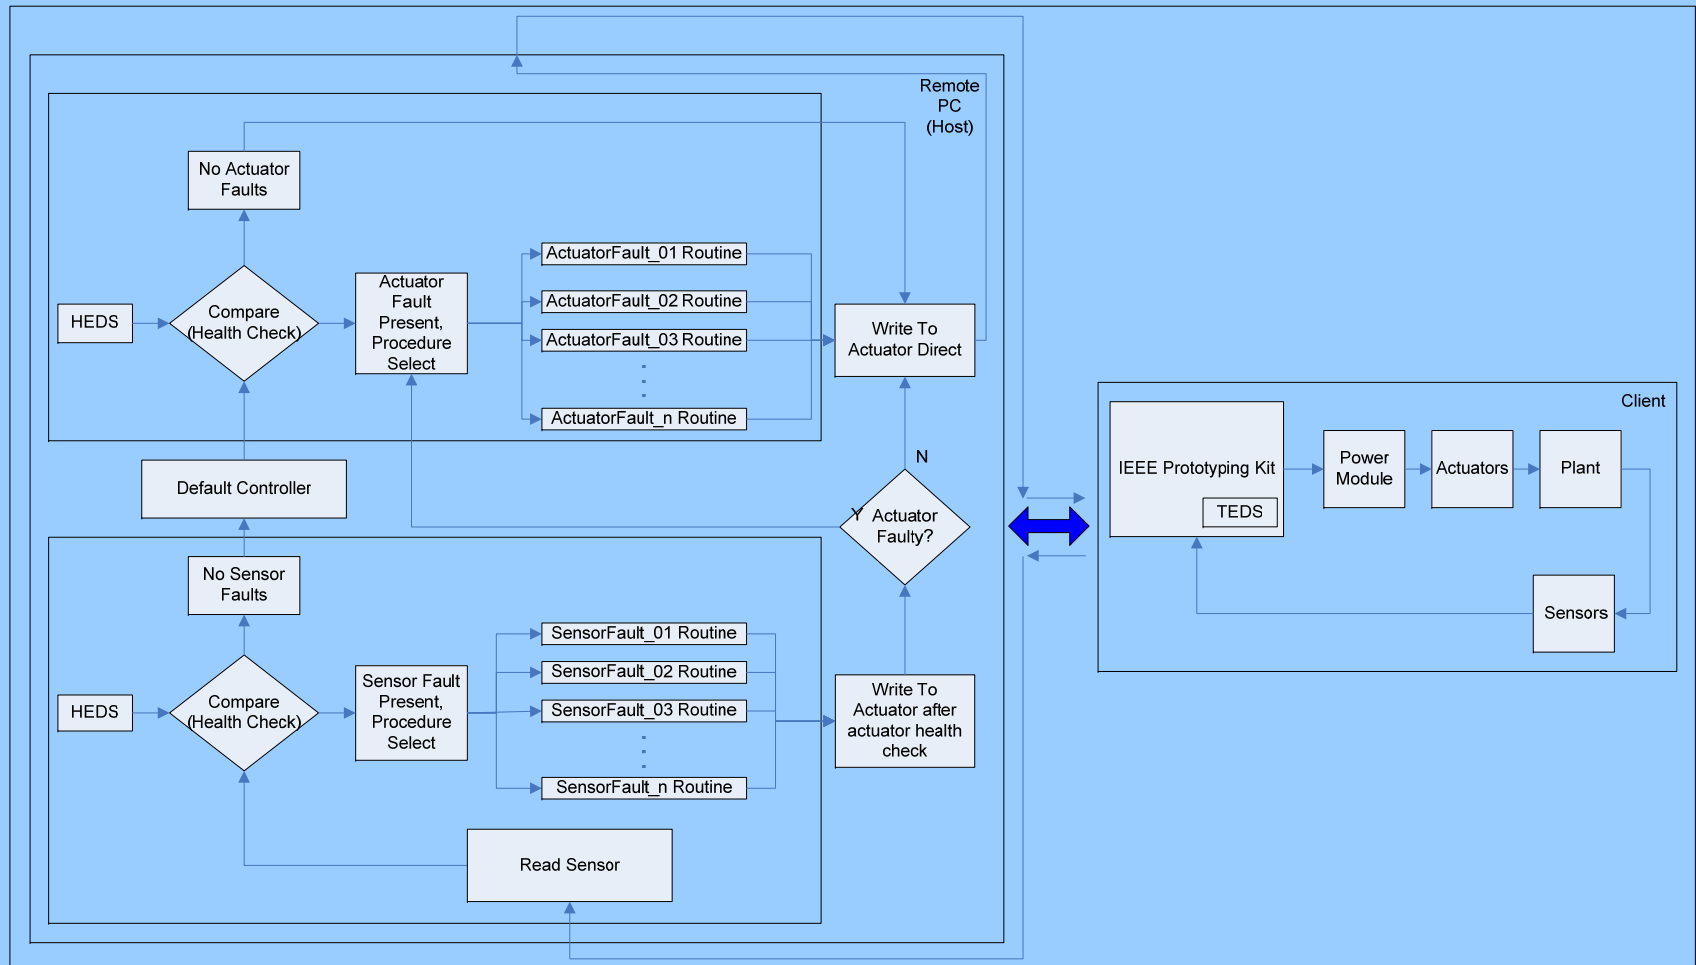 Remote
PC
(Host)
No Actuator
Faults
HEDS
Compare
(Health Check)
Actuator
Fault
Present,
Procedure
Select
ActuatorFault_01 Routine
ActuatorFault_02 Routine
ActuatorFault_03 Routine
ActuatorFault_n Routine
Write To
Actuator Direct
Default Controller
N
Y
Actuator
Faulty?
No Sensor
Faults
HEDS
Compare
(Health Check)
Sensor Fault
Present,
Procedure
Select
SensorFault_01 Routine
SensorFault_02 Routine
SensorFault_03 Routine
SensorFault_n Routine
Write To
Actuator after
actuator health
check
Read Sensor
Client
IEEE Prototyping Kit
TEDS
Power
Module
Actuators
Plant
Sensors